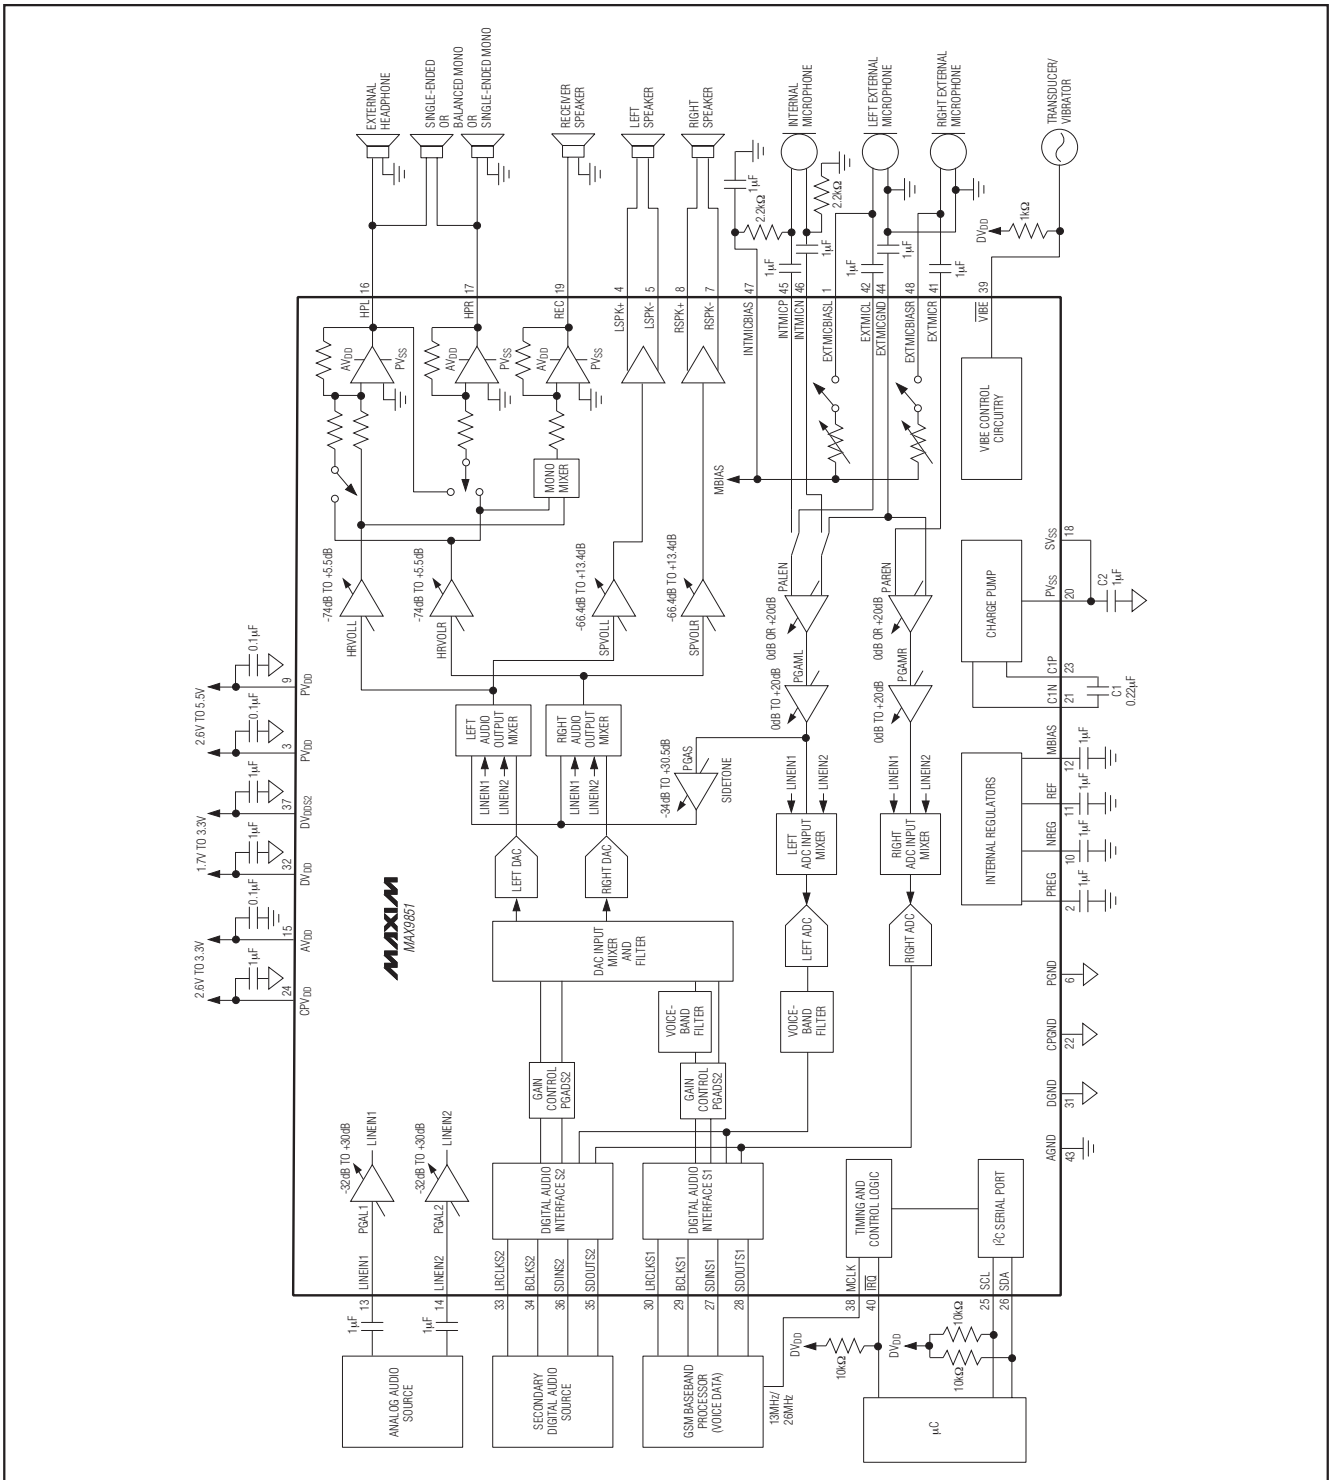 EXTERNAL
HEADPHONE
SINGLE-ENDED
OR
BALANCED MONO
OR
SINGLE-ENDED MONO
RECEIVER
SPEAKER
LEFT
SPEAKER
RIGHT
SPEAKER
INTERNAL
MICROPHONE
LEFT EXTERNAL
MICROPHONE
RIGHT EXTERNAL
MICROPHONE
TRANSDUCER/
VIBRATOR
1µF
2.2kΩ
2.2kΩ
1µF
1µF
1µF
1µF
1µF
DVDD
1kΩ
HPL 16
HPR 17
REC 19
LSPK+ 4
LSPK- 5
RSPK+ 8
RSPK- 7
INTMICBIAS 47
INTMICP 45
INTMICN 46
EXTMICBIASL 1
EXTMICL 42
EXTMICGND 44
EXTMICBIASR 48
EXTMICR 41
VIBE 39
AVDD
PVSS
AVDD
PVSS
AVDD
PVSS
MONO
MIXER
MBIAS
VIBE CONTROL
CIRCUITRY
-74dB TO +5.5dB
HRVOLL
-74dB TO +5.5dB
HRVOLR
-66.4dB TO +13.4dB
SPVOLL
-66.4dB TO +13.4dB
SPVOLR
PALEN
0dB OR +20dB
PGAML
0dB TO +20dB
PAREN
0dB OR +20dB
PGAMR
0dB TO +20dB
CHARGE PUMP
SVSS
18
PVSS
20
C2
1µF
C1P
23
C1N
21
C1
0.22µF
2.6V TO 5.5V
0.1µF
9
PVDD
0.1µF
3
PVDD
1.7V TO 3.3V
1µF
37
DVDDS2
1µF
32
DVDD
2.6V TO 3.3V
0.1µF
15
AVDD
1µF
24
CPVDD
LEFT
AUDIO
OUTPUT
MIXER
RIGHT
AUDIO
OUTPUT
MIXER
LINEIN1
LINEIN2
LINEIN1
LINEIN2
-34dB TO +30.5dB
PGAS
SIDETONE
LINEIN1
LINEIN2
LINEIN1
LINEIN2
LEFT
ADC INPUT
MIXER
RIGHT
ADC INPUT
MIXER
INTERNAL REGULATORS
MBIAS
12
1µF
REF
11
1µF
NREG
10
1µF
PREG
2
1µF
MAXIM
MAX9851
LEFT DAC
RIGHT DAC
LEFT ADC
RIGHT ADC
DAC INPUT
MIXER
AND
FILTER
VOICE-
BAND
FILTER
VOICE-
BAND
FILTER
PGND
6
CPGND
22
DGND
31
AGND
43
GAIN
CONTROL
PGADS2
GAIN
CONTROL
PGADS2
-32dB TO +30dB
LINEIN1
PGAL1
-32dB TO +30dB
LINEIN2
PGAL2
DIGITAL AUDIO
INTERFACE S2
DIGITAL AUDIO
INTERFACE S1
TIMING AND
CONTROL LOGIC
I²C SERIAL PORT
13 LINEIN1
14 LINEIN2
33 LRCLKS2
34 BCLKS2
36 SDINS2
35 SDOUTS2
30 LRCLKS1
29 BCLKS1
27 SDINS1
28 SDOUTS1
38 MCLK
40 IRQ
25 SCL
26 SDA
1µF
1µF
DVDD
10kΩ
DVDD
10kΩ
10kΩ
ANALOG AUDIO
SOURCE
SECONDARY
DIGITAL AUDIO
SOURCE
GSM BASEBAND
PROCESSOR
(VOICE DATA)
13MHz/
26MHz
µC